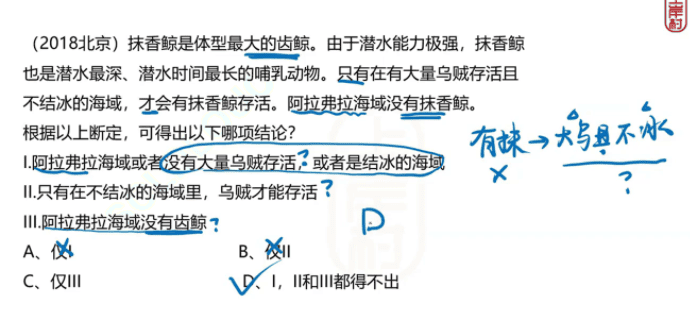 （2018北京）抹香鲸是体型最大的齿鲸。由于潜水能力极强，抹香鲸
也是潜水最深、潜水时间最长的哺乳动物。只有在有大量乌贼存活且
不结冰的海域，才会有抹香鲸存活。阿拉弗拉海域没有抹香鲸。
根据以上断定，可得出以下哪项结论？
有抹→大乌且不冰
×
?
I.阿拉弗拉海域或者没有大量乌贼存活，或者是结冰的海域
?
II.只有在不结冰的海域里，乌贼才能存活?
III.阿拉弗拉海域没有齿鲸?
D
A、仅I
B、仅II
C、仅III
D、I，II和III都得不出